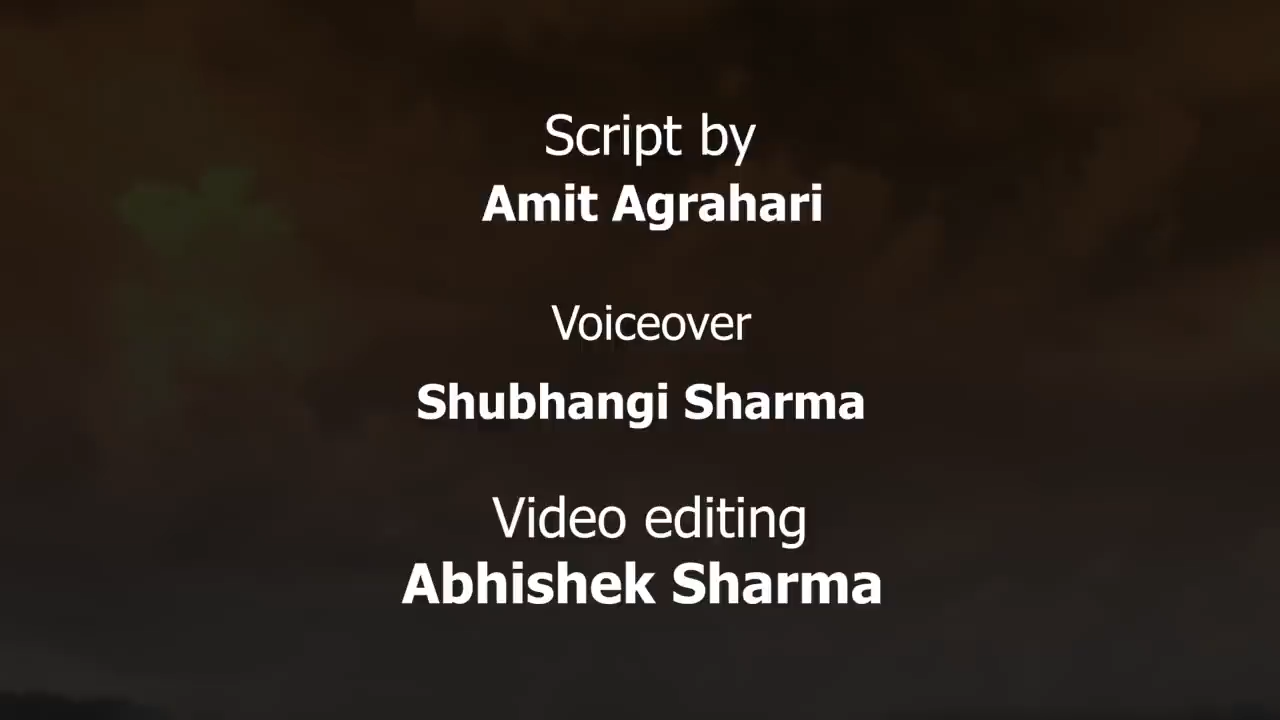 Script by
Amit Agrahari
Voiceover
Shubhangi Sharma
Video editing
Abhishek Sharma